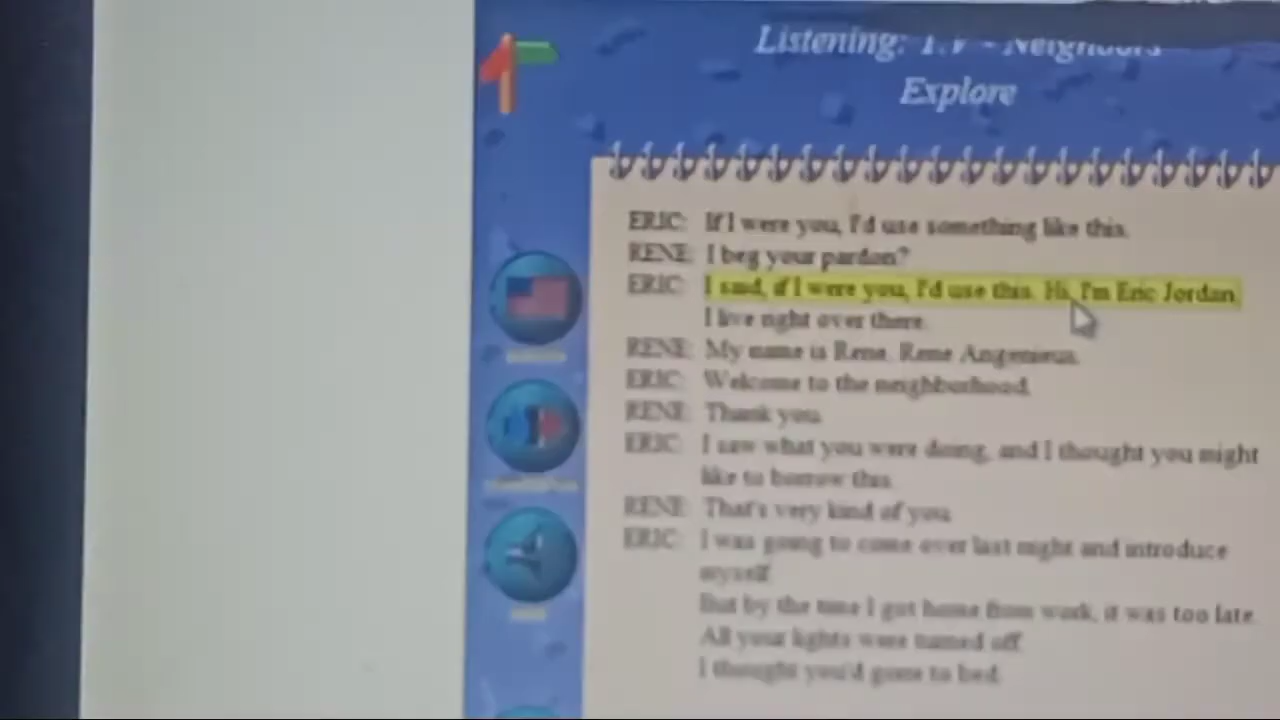 Listening: T.V - Neighbors
Explore
ERIC: If I were you, I'd use something like this.
RENE: I beg your pardon?
ERIC: I said, if I were you, I'd use this. Hi, I'm Eric Jordan.
I live right over there.
RENE: My name is Rene. Rene Angenieux.
ERIC: Welcome to the neighborhood.
RENE: Thank you.
ERIC: I saw what you were doing, and I thought you might
like to borrow this.
RENE: That's very kind of you.
ERIC: I was going to come over last night and introduce
myself.
But by the time I got home from work, it was too late.
All your lights were turned off.
I thought you'd gone to bed.